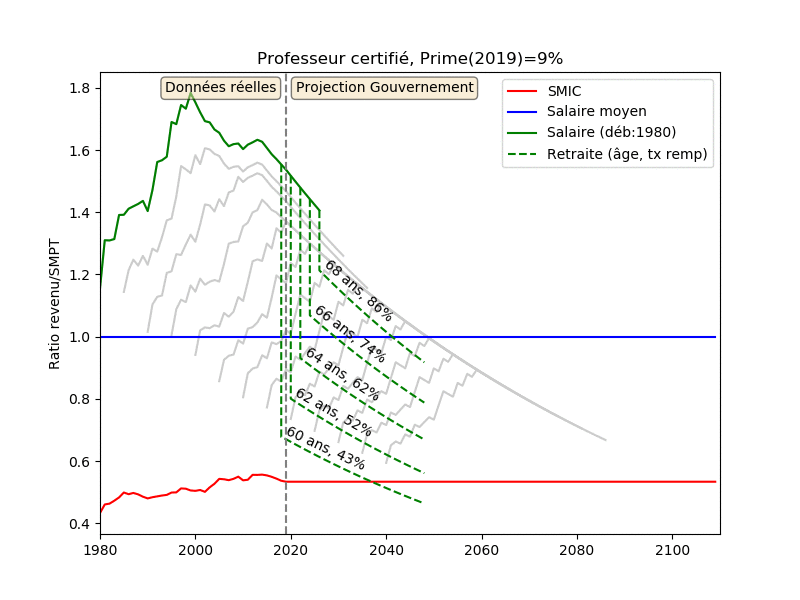 Professeur certifié, Prime(2019)=9%
Données réelles
Projection Gouvernement
SMIC
Salaire moyen
Salaire (déb:1980)
Retraite (âge, tx remp)
Ratio revenu/SMPT
1.8
1.6
1.4
1.2
1.0
0.8
0.6
0.4
68 ans, 86%
66 ans, 74%
64 ans, 62%
62 ans, 52%
60 ans, 43%
1980
2000
2020
2040
2060
2080
2100